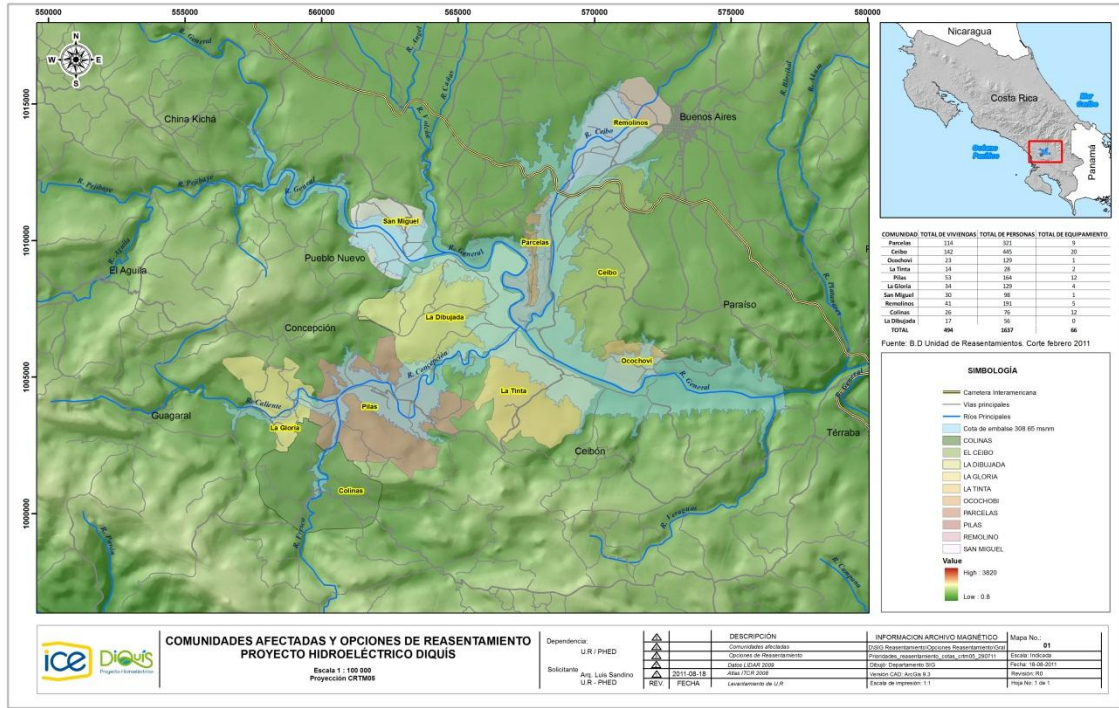 550000 555000 560000 565000 570000 575000 580000
1015000
1010000
1005000
1000000
N
W E
S
R. General
R. Angel
R. Cañas
R. Volcán
China Kichá
Remolinos
R. Ceibo
Buenos Aires
R. Pejibaye
R. Pejibaye
R. General
San Miguel
Parcelas
R. General
Pueblo Nuevo
El Aguila
Ceibo
Paraíso
La Dibujada
Concepción
R. Concepción
Ocochovi
R. General
R. General
La Tinta
Pilas
R. Caliente
Guagaral
La Gloria
Térraba
Ceibón
Colinas
R. Veraguas
Nicaragua
Costa Rica
Mar
Caribe
Océano
Pacífico
Panamá
COMUNIDAD TOTAL DE VIVIENDAS TOTAL DE PERSONAS TOTAL DE EQUIPAMIENTO
Parcelas 114 321 9
Ceibo 142 445 20
Ocochovi 23 129 1
La Tinta 14 28 2
Pilas 53 164 12
La Gloria 34 129 4
San Miguel 30 98 1
Remolinos 41 191 5
Colinas 26 76 12
La Dibujada 17 56 0
TOTAL 494 1637 66
Fuente: B.D Unidad de Reasentamientos. Corte febrero 2011
SIMBOLOGÍA
Carretera Interamericana
Vias principales
Ríos Principales
Cota de embalse 308.65 msnm
COLINAS
EL CEIBO
LA DIBUJADA
LA GLORIA
LA TINTA
OCOCHOBI
PARCELAS
PILAS
REMOLINO
SAN MIGUEL
Value
High : 3820
Low : 0.8
ice
DIQUÍS
Proyecto Hidroeléctrico
COMUNIDADES AFECTADAS Y OPCIONES DE REASENTAMIENTO
PROYECTO HIDROELÉCTRICO DIQUÍS
Escala 1 : 100 000
Proyección CRTM05
Dependencia:
U.R / PHED
Solicitante
Arq. Luis Sandino
U.R - PHED
DESCRIPCIÓN
Comunidades afectadas
Opciones de Reasentamiento
Datos LIDAR 2009
2011-08-18 Atlas ITCR 2008
REV. FECHA Levantamiento de U.R
INFORMACION ARCHIVO MAGNÉTICO
Dibujó: Departamento SIG
Versión CAD: ArcGis 9.3
Escala de impresión: 1:1
Mapa No.:
01
Escala: Indicada
Fecha: 18-08-2011
Revisión: R0
Hoja No: 1 de 1